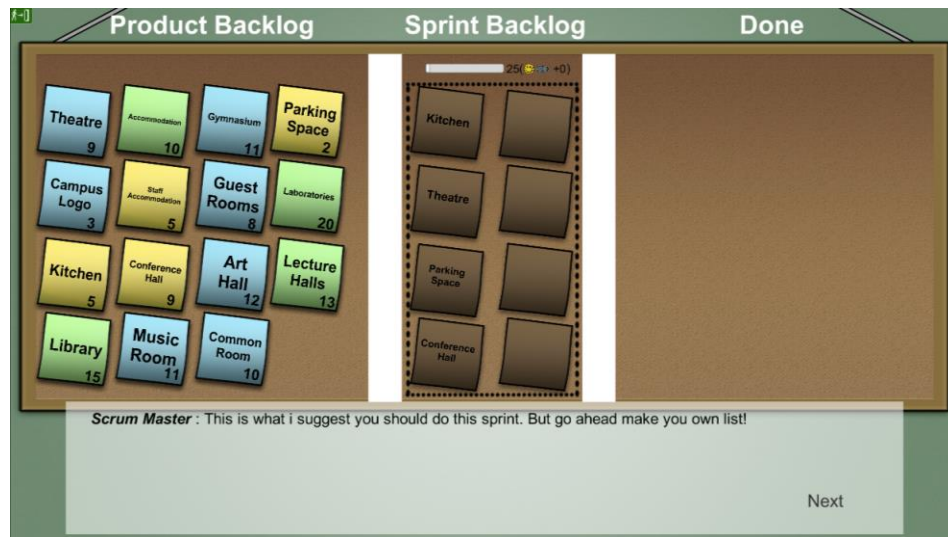 Product Backlog
Sprint Backlog
Done
25( +0)
Theatre
9
Accommodation
10
Gymnasium
11
Parking
Space
2
Campus
Logo
3
Staff
Accommodation
5
Guest
Rooms
8
Laboratories
20
Kitchen
5
Conference
Hall
9
Art
Hall
12
Lecture
Halls
13
Library
15
Music
Room
11
Common
Room
10
Kitchen
Theatre
Parking
Space
Conference
Hall
Scrum Master : This is what i suggest you should do this sprint. But go ahead make you own list!
Next